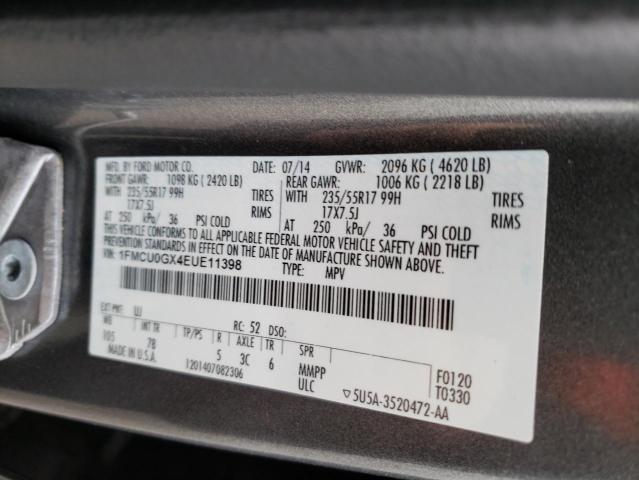 MFD. BY FORD MOTOR CO.
DATE: 07/14 GVWR: 2096 KG ( 4620 LB)
FRONT GAWR: 1098 KG ( 2420 LB)
REAR GAWR: 1006 KG ( 2218 LB)
WITH 235/55R17 99H TIRES
WITH 235/55R17 99H TIRES
17X7.5J RIMS
17X7.5J RIMS
AT 250 kPa/ 36 PSI COLD
AT 250 kPa/ 36 PSI COLD
THIS VEHICLE CONFORMS TO ALL APPLICABLE FEDERAL MOTOR VEHICLE SAFETY AND THEFT
PREVENTION STANDARDS IN EFFECT ON THE DATE OF MANUFACTURE SHOWN ABOVE.
VIN: 1FMCU0GX4EUE11398 TYPE: MPV
EXT PNT: UJ RC: 52 DSO:
WB INT TR TP/PS R AXLE TR SPR
105 7B 5 3C 6 MMPP F0120
MADE IN U.S.A. 1201407082306 ULC T0330
▽5U5A-3520472-AA